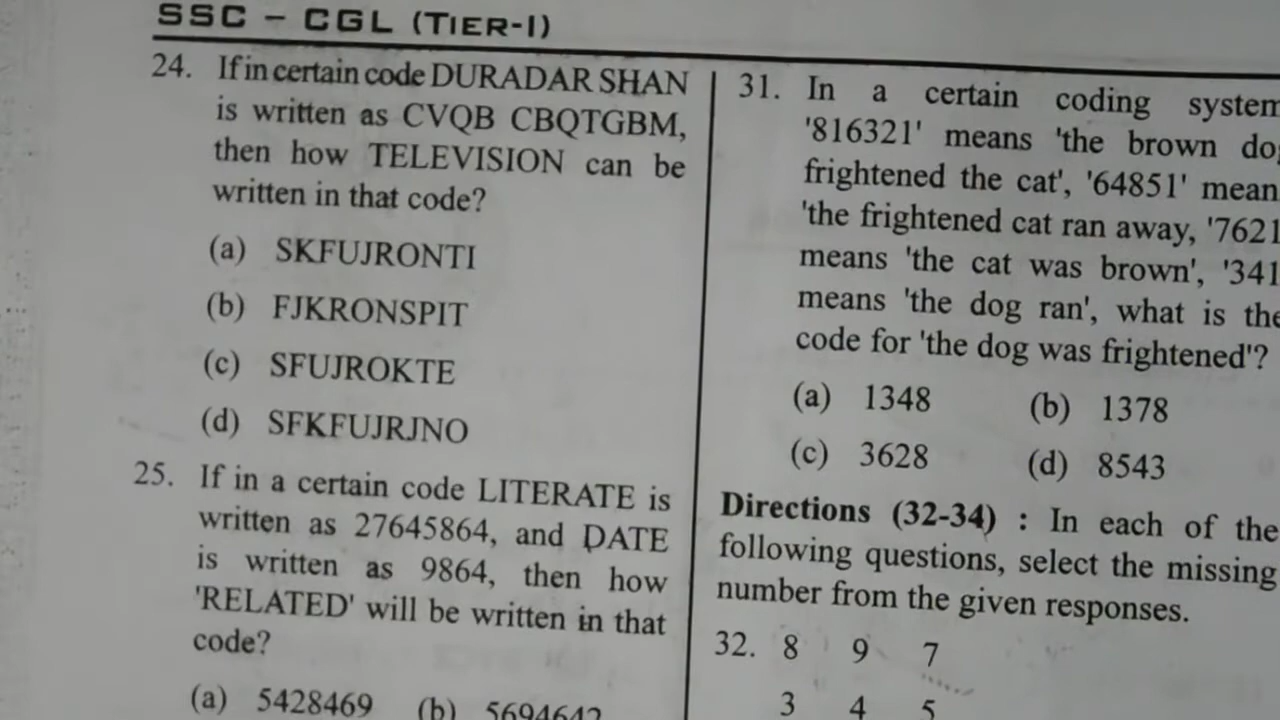 SSC - CGL (TIER-I)
24. If in certain code DURADAR SHAN
is written as CVQB CBQTGBM,
then how TELEVISION can be
written in that code?
(a) SKFUJRONTI
(b) FJKRONSPIT
(c) SFUJROKTE
(d) SFKFUJRJNO
25. If in a certain code LITERATE is
written as 27645864, and DATE
is written as 9864, then how
'RELATED' will be written in that
code?
(a) 5428469 (b) 5694642
31. In a certain coding system
'816321' means 'the brown do
frightened the cat', '64851' mean
'the frightened cat ran away, '7621
means 'the cat was brown', '341
means 'the dog ran', what is the
code for 'the dog was frightened'?
(a) 1348 (b) 1378
(c) 3628 (d) 8543
Directions (32-34) : In each of the
following questions, select the missing
number from the given responses.
32. 8 9 7
3 4 5